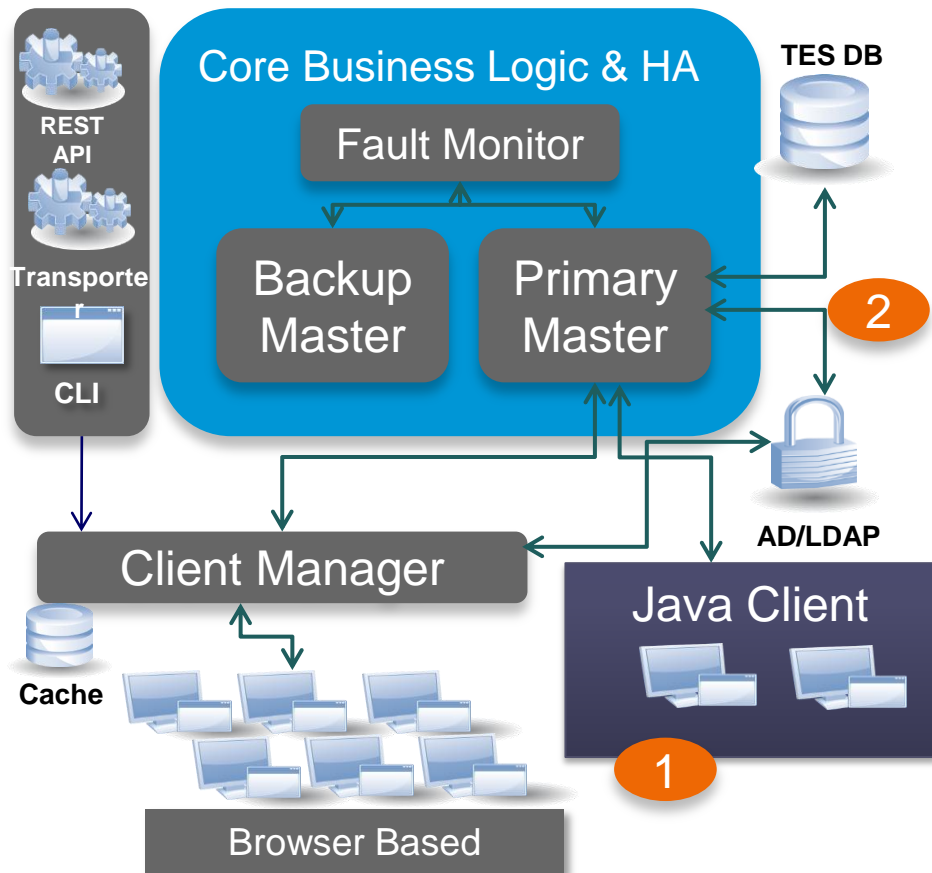 REST
API
Transporte
r
CLI
Core Business Logic & HA
Fault Monitor
Backup
Master
Primary
Master
TES DB
2
AD/LDAP
Client Manager
Cache
Java Client
1
Browser Based